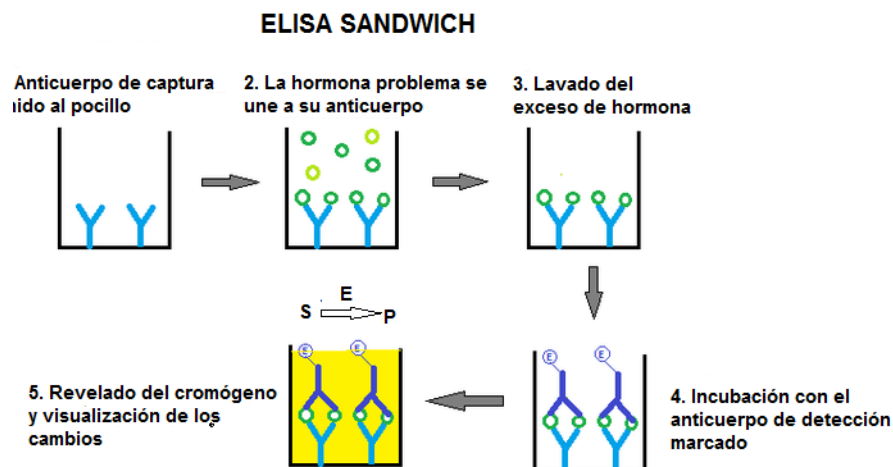 ELISA SANDWICH
Anticuerpo de captura
nido al pocillo
2. La hormona problema se
une a su anticuerpo
3. Lavado del
exceso de hormona
E
S P
E E
E E
5. Revelado del cromógeno
y visualización de los
cambios
4. Incubación con el
anticuerpo de detección
marcado